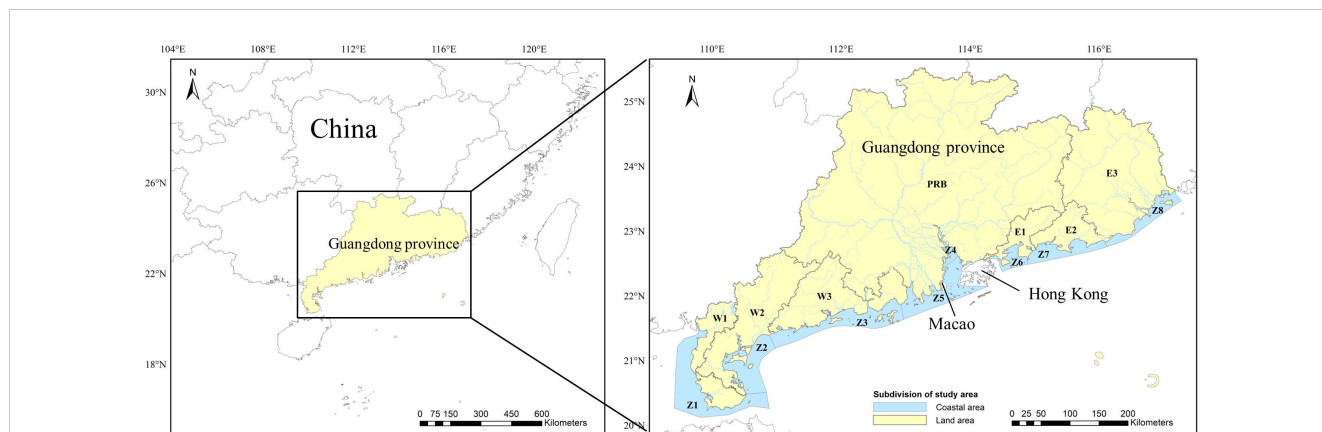 104°E 112°E 116°E 120°E
N
30°N
China
26°N
Guangdong province
22°N
18°N
0 75 150 300 450 600
Kilometers
110°E 112°E 114°E 116°E
N
25°N
Guangdong province
24°N
PRB
E3
Z8
23°N
E1
E2
Z4
Z6
Z7
Hong Kong
22°N
W3
Z5
Macao
W1
W2
Z3
Z2
21°N
Z1
20°N
Subdivision of study area
Coastal area
Land area
0 25 50 100 150 200
Kilometers